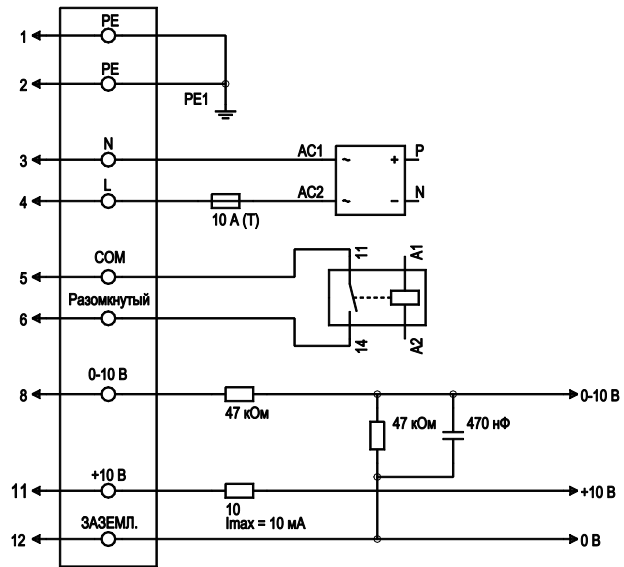 1
PE
2
PE
PE1
3
N
AC1
~
+
P
4
L
10 А (Т)
AC2
~
−
N
5
COM
11
A1
6
Разомкнутый
14
A2
8
0-10 В
47 кОм
47 кОм
470 нФ
0-10 В
11
+10 В
10
Imax = 10 мА
+10 В
12
ЗАЗЕМЛ.
0 В